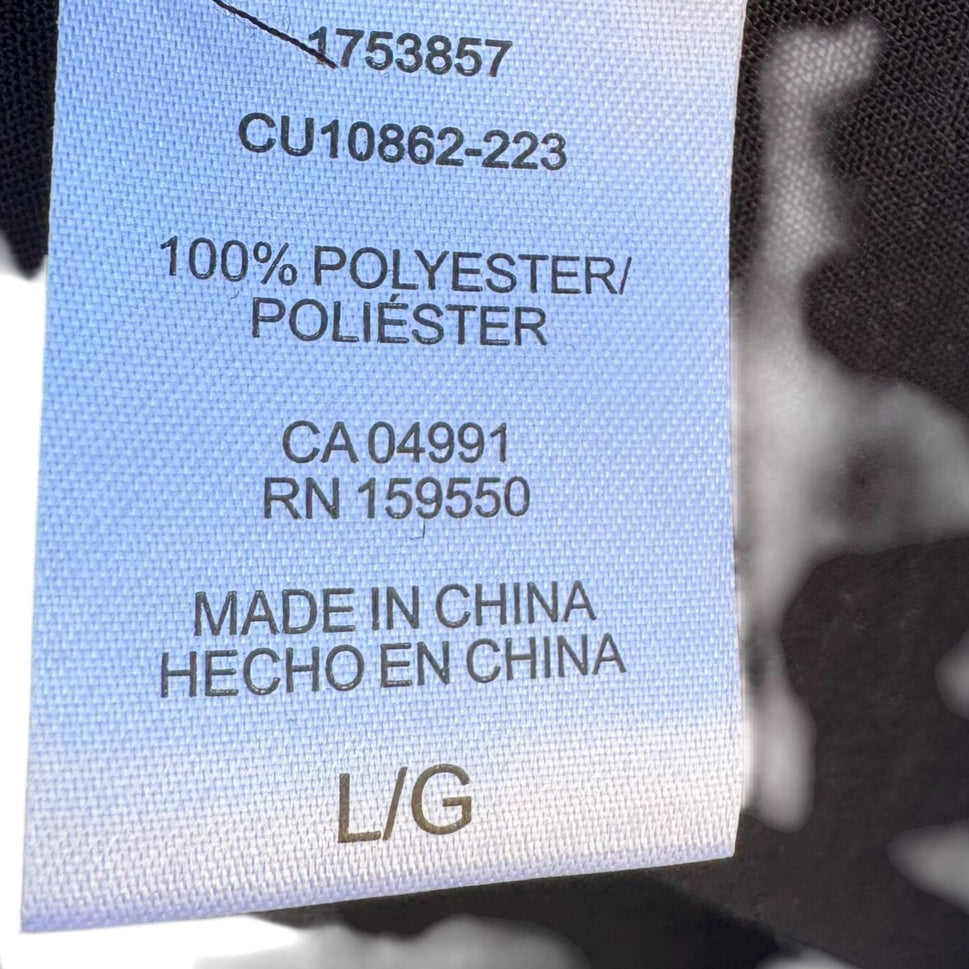 1753857
CU10862-223
100% POLYESTER/
POLIÉSTER
CA 04991
RN 159550
MADE IN CHINA
HECHO EN CHINA
L/G